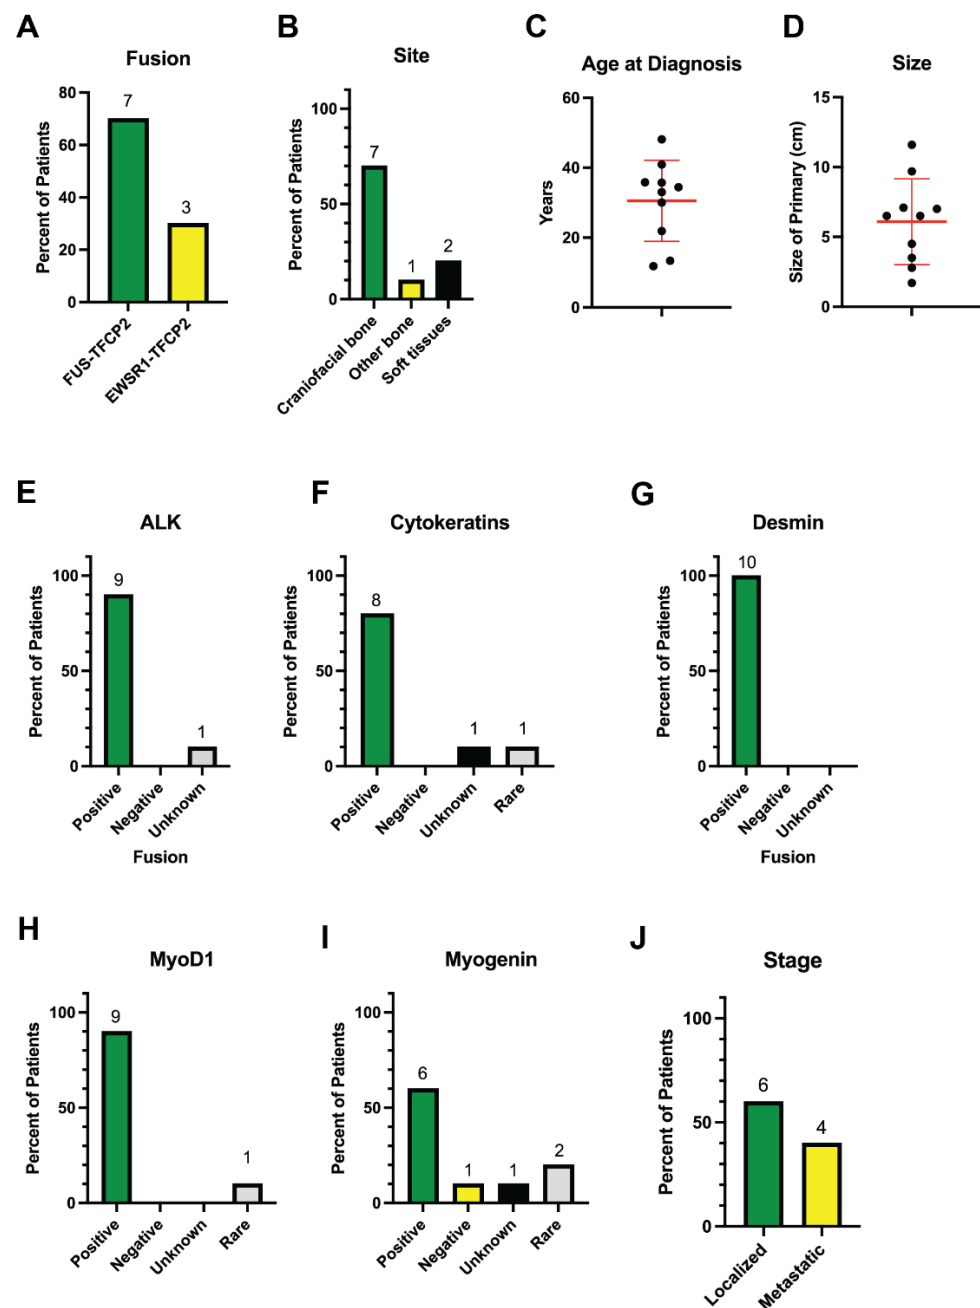 A
Fusion
Percent of Patients
80
60
40
20
0
7
3
FUS-TFCP2
EWSR1-TFCP2
B
Site
Percent of Patients
100
50
0
7
1
2
Craniofacial bone
Other bone
Soft tissues
C
Age at Diagnosis
Years
60
40
20
0
D
Size
Size of Primary (cm)
15
10
5
0
E
ALK
Percent of Patients
100
50
0
9
1
Positive
Negative
Unknown
Fusion
F
Cytokeratins
Percent of Patients
100
50
0
8
1
1
Positive
Negative
Unknown
Rare
G
Desmin
Percent of Patients
100
50
0
10
Positive
Negative
Unknown
Fusion
H
MyoD1
Percent of Patients
100
50
0
9
1
Positive
Negative
Unknown
Rare
I
Myogenin
Percent of Patients
100
50
0
6
1
1
2
Positive
Negative
Unknown
Rare
J
Stage
Percent of Patients
100
50
0
6
4
Localized
Metastatic